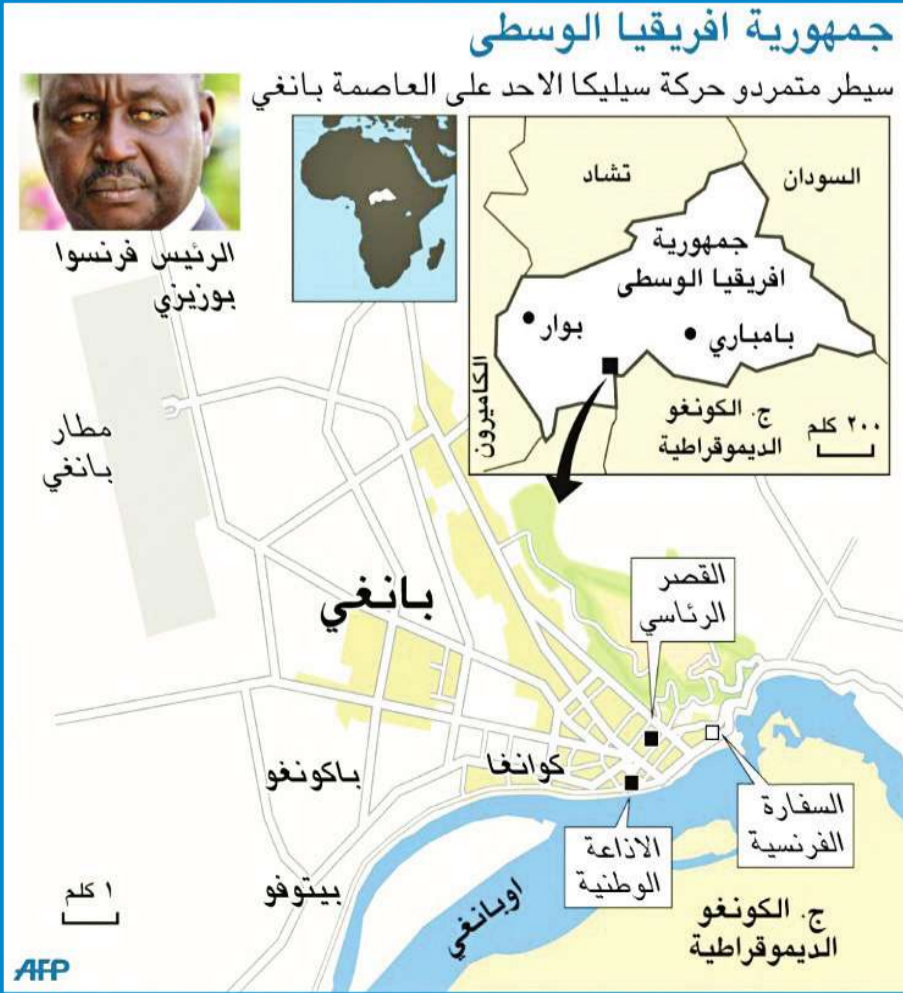 جمهورية افريقيا الوسطى
سيطر متمردو حركة سيليكا الاحد على العاصمة بانغي
الرئيس فرنسوا
بوزيزي
السودان
تشاد
جمهورية
افريقيا الوسطى
بوار
بامباري
الكاميرون
ج. الكونغو
الديموقراطية
٢٠٠ كلم
مطار
بانغي
بانغي
القصر
الرئاسي
كوانغا
باكونغو
السفارة
الفرنسية
الاذاعة
الوطنية
بيتوفو
١ كلم
اوبانغي
ج. الكونغو
الديموقراطية
AFP